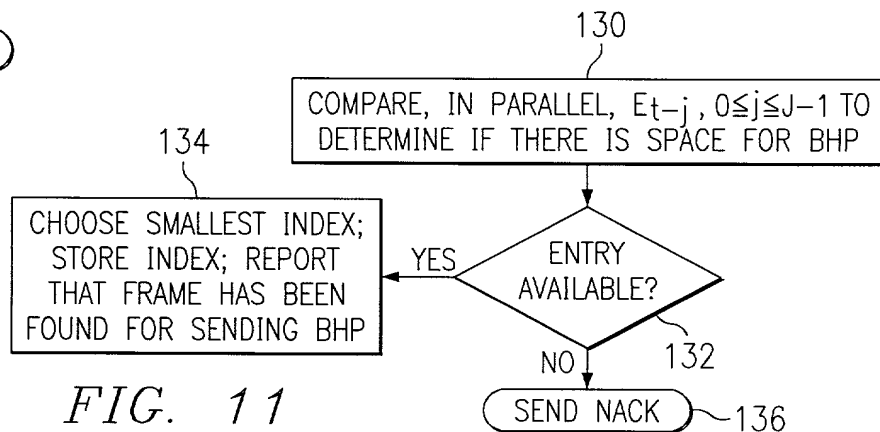 130
COMPARE, IN PARALLEL, Et-j, 0≦j≦J-1 TO
DETERMINE IF THERE IS SPACE FOR BHP
134
CHOOSE SMALLEST INDEX;
STORE INDEX; REPORT
THAT FRAME HAS BEEN
FOUND FOR SENDING BHP
YES
ENTRY
AVAILABLE?
132
NO
SEND NACK
136
FIG. 11